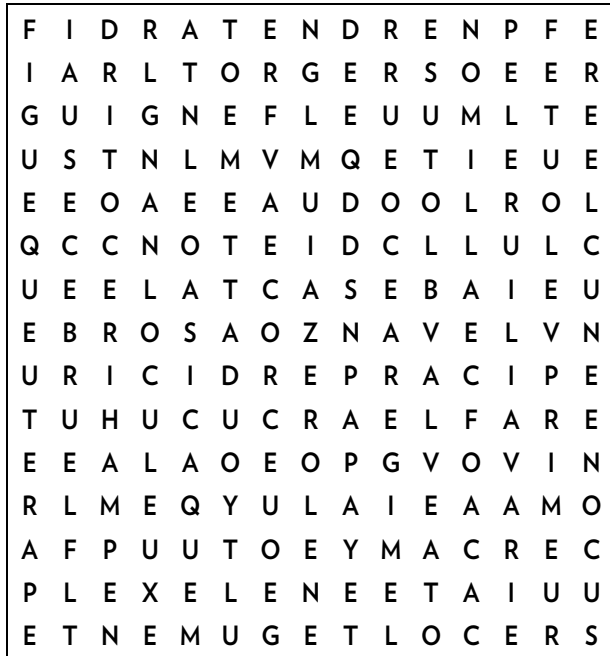 F I D R A T E N D R E N P F E
I A R L T O R G E R S O E E R
G U I G N E F L E U U M L T E
U S T N L M V M Q E T I E U E
E E O A E E A U D O O L R O L
Q C C N O T E I D C L L U L C
U E E L A T C A S E B A I E U
E B R O S A O Z N A V E L V N
U R I C I D R E P R A C I P E
T U H U C U C R A E L F A R E
E E A L A O E O P G V O V I N
R L M E Q Y U L A I E A A M O
A F P U U T O E Y M A C R E C
P L E X E L E N E E T A I U U
E T N E M U G E T L O C E R S